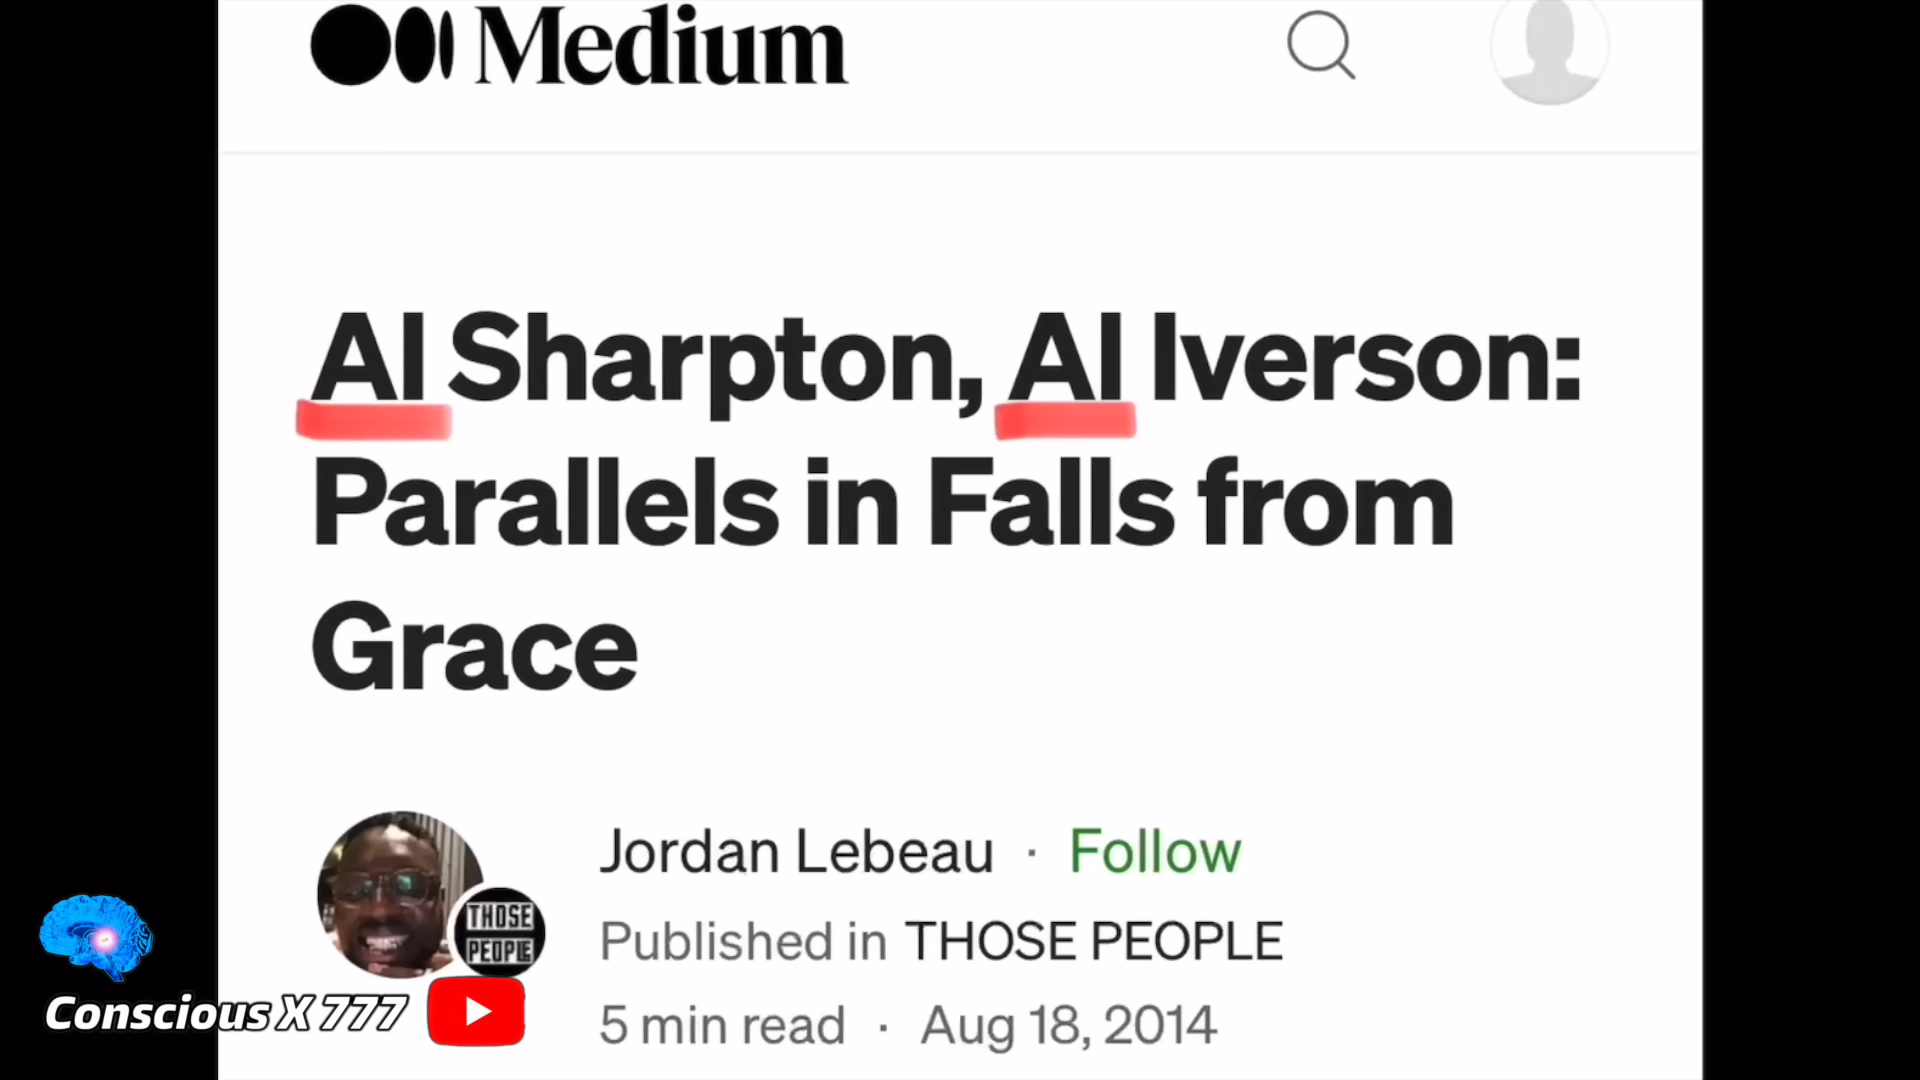 Medium
Al Sharpton, Al Iverson:
Parallels in Falls from
Grace
Jordan Lebeau · Follow
THOSE
PEOPLE
Published in THOSE PEOPLE
5 min read · Aug 18, 2014
Conscious X 777